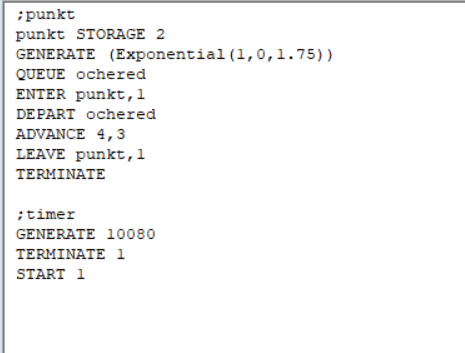 ;punkt
punkt STORAGE 2
GENERATE (Exponential(1,0,1.75))
QUEUE ochered
ENTER punkt,1
DEPART ochered
ADVANCE 4,3
LEAVE punkt,1
TERMINATE
;timer
GENERATE 10080
TERMINATE 1
START 1